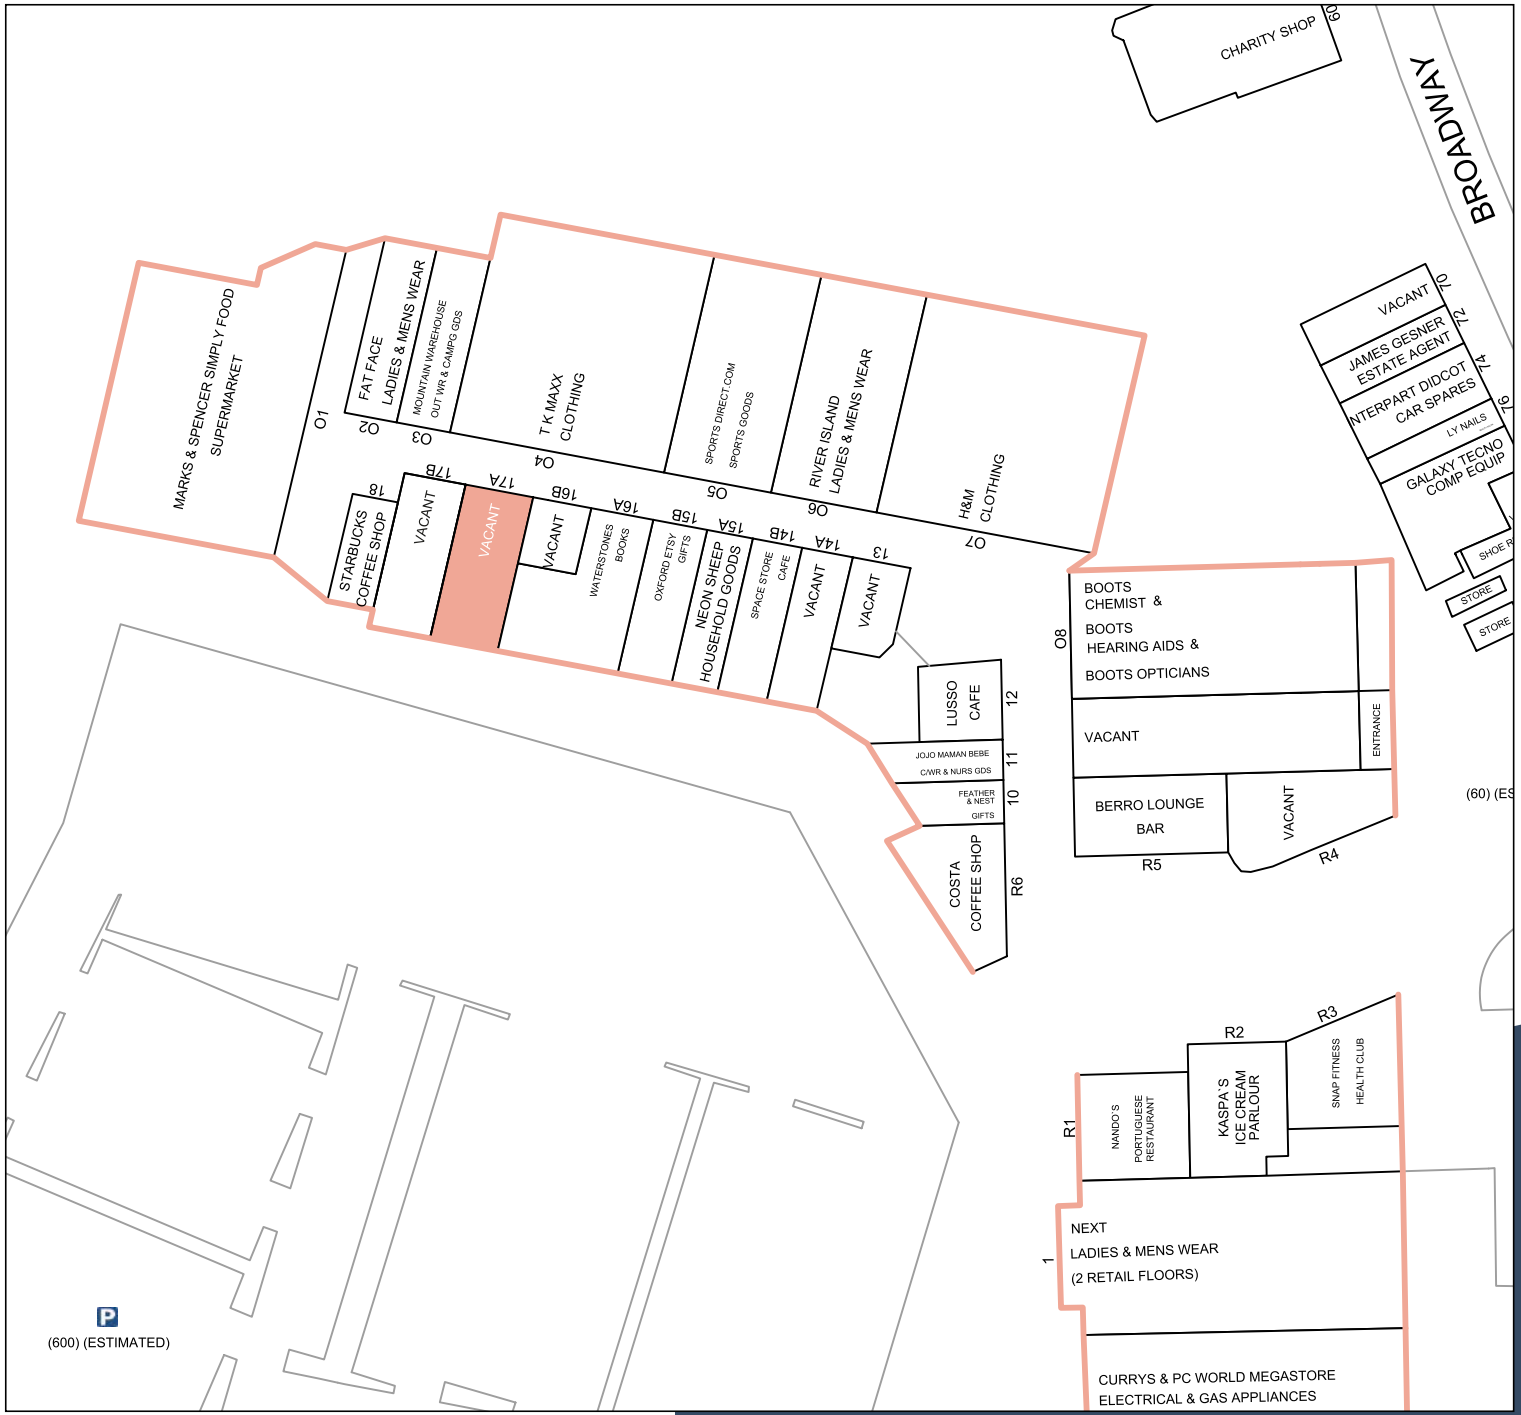 CHARITY SHOP
60
BROADWAY
VACANT
70
JAMES GESNER
ESTATE AGENT
72
NTERPART DIDCOT
CAR SPARES
74
LY NAILS
76
GALAXY TECNO
COMP EQUIP
SHOE R
STORE
STORE
MARKS & SPENCER SIMPLY FOOD
SUPERMARKET
O1
FAT FACE
LADIES & MENS WEAR
O2
MOUNTAIN WAREHOUSE
OUT WR & CAMPG GDS
O3
T K MAXX
CLOTHING
O4
SPORTS DIRECT.COM
SPORTS GOODS
O5
RIVER ISLAND
LADIES & MENS WEAR
O6
H&M
CLOTHING
O7
18
STARBUCKS
COFFEE SHOP
17B
VACANT
17A
VACANT
16B
VACANT
16A
WATERSTONES
BOOKS
15B
OXFORD ETSY
GIFTS
15A
NEON SHEEP
HOUSEHOLD GOODS
14B
SPACE STORE
CAFE
14A
VACANT
13
VACANT
LUSSO
CAFE
12
JOJO MAMAN BEBE
C/WR & NURS GDS
11
FEATHER
& NEST
GIFTS
10
COSTA
COFFEE SHOP
R6
O8
BOOTS
CHEMIST &
BOOTS
HEARING AIDS &
BOOTS OPTICIANS
VACANT
ENTRANCE
BERRO LOUNGE
BAR
R5
VACANT
R4
(60) (ES
R1
NANDO`S
PORTUGUESE
RESTAURANT
R2
KASPA`S
ICE CREAM
PARLOUR
R3
SNAP FITNESS
HEALTH CLUB
1
NEXT
LADIES & MENS WEAR
(2 RETAIL FLOORS)
CURRYS & PC WORLD MEGASTORE
ELECTRICAL & GAS APPLIANCES
P
(600) (ESTIMATED)